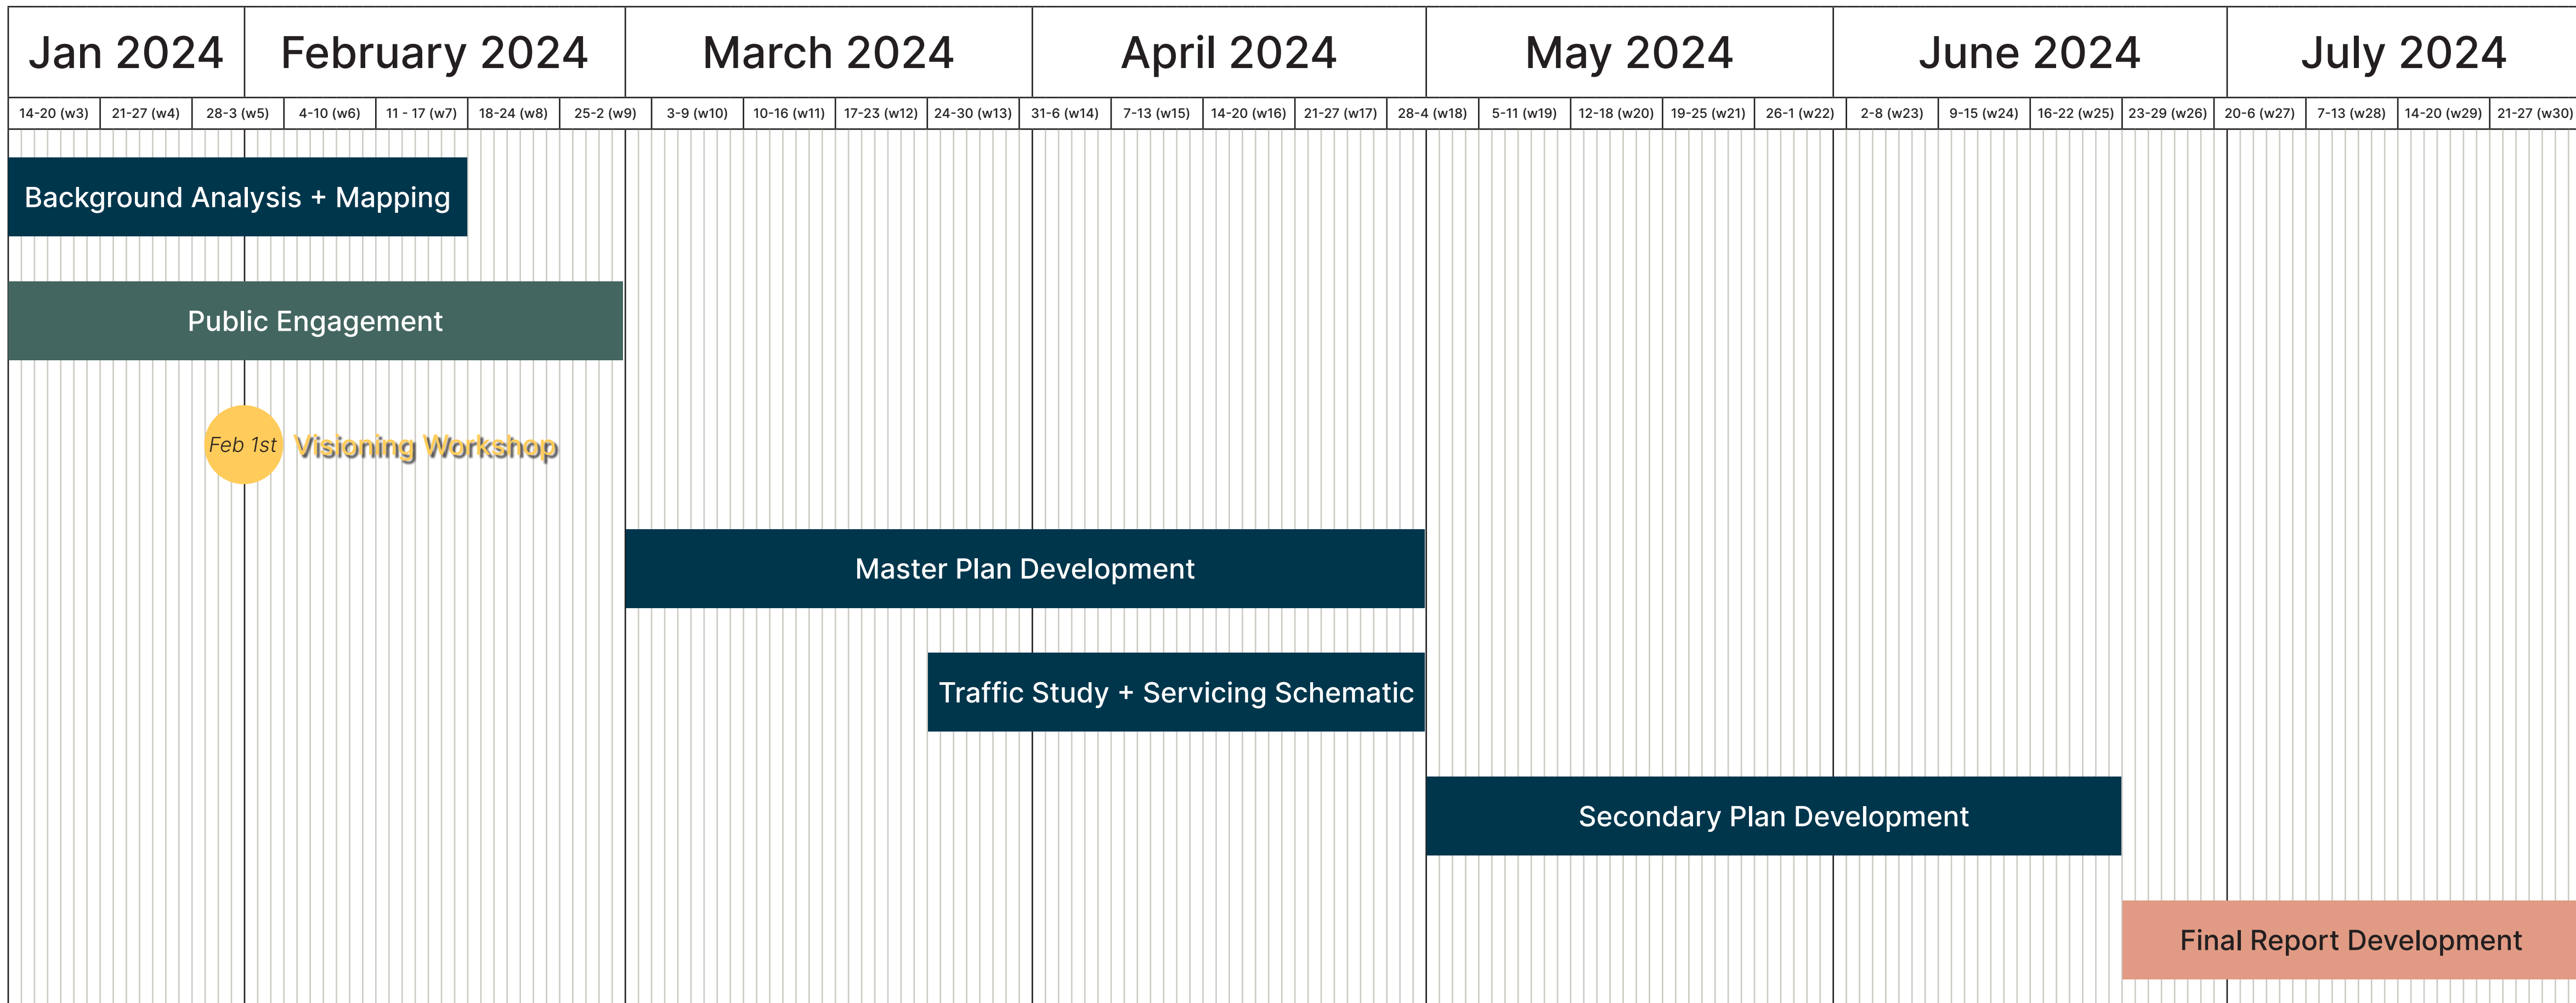 Jan 2024 February 2024 March 2024 April 2024 May 2024 June 2024 July 2024
14-20 (w3) 21-27 (w4) 28-3 (w5) 4-10 (w6) 11 - 17 (w7) 18-24 (w8) 25-2 (w9) 3-9 (w10) 10-16 (w11) 17-23 (w12) 24-30 (w13) 31-6 (w14) 7-13 (w15) 14-20 (w16) 21-27 (w17) 28-4 (w18) 5-11 (w19) 12-18 (w20) 19-25 (w21) 26-1 (w22) 2-8 (w23) 9-15 (w24) 16-22 (w25) 23-29 (w26) 20-6 (w27) 7-13 (w28) 14-20 (w29) 21-27 (w30)
Background Analysis + Mapping
Public Engagement
Feb 1st Visioning Workshop
Master Plan Development
Traffic Study + Servicing Schematic
Secondary Plan Development
Final Report Development